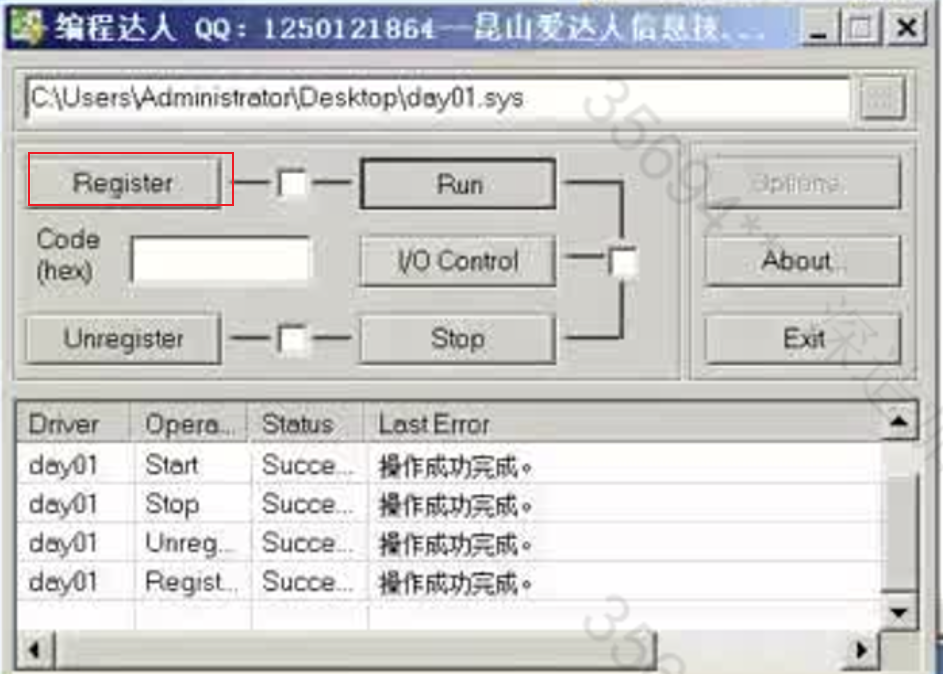 编程达人 QQ：1250121864—昆山爱达人信息技...
C:\Users\Administrator\Desktop\day01.sys
Register
Run
Options
Code
(hex)
I/O Control
About...
Unregister
Stop
Exit
Driver Opera... Status Last Error
day01 Start Succe... 操作成功完成。
day01 Stop Succe... 操作成功完成。
day01 Unreg... Succe... 操作成功完成。
day01 Regist... Succe... 操作成功完成。
35694**